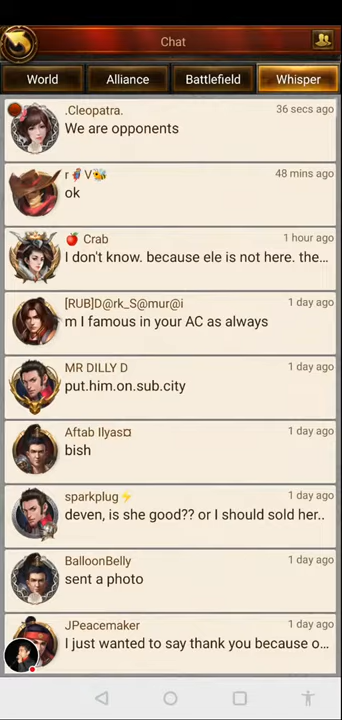 Chat
World
Alliance
Battlefield
Whisper
.Cleopatra.
36 secs ago
We are opponents
r🧜‍♀️V🐝
48 mins ago
ok
🍎 Crab
1 hour ago
I don't know. because ele is not here. the...
[RUB]D@rk_S@mur@i
1 day ago
m I famous in your AC as always
MR DILLY D
1 day ago
put.him.on.sub.city
Aftab Ilyas¤
1 day ago
bish
sparkplug⚡
1 day ago
deven, is she good?? or I should sold her..
BalloonBelly
1 day ago
sent a photo
JPeacemaker
1 day ago
I just wanted to say thank you because o...